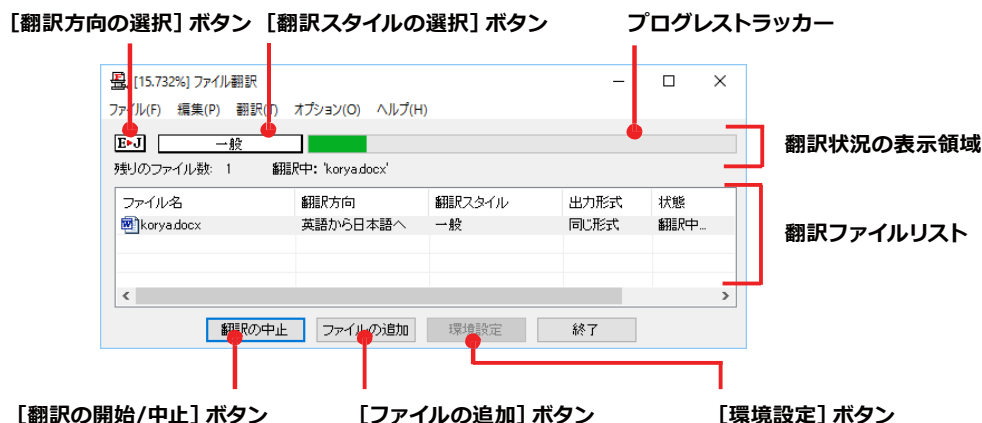 [翻訳方向の選択] ボタン [翻訳スタイルの選択] ボタン プログレストラッカー
[15.732%] ファイル翻訳
ファイル(F) 編集(P) 翻訳(T) オプション(O) ヘルプ(H)
E▸J 一般
翻訳状況の表示領域
残りのファイル数: 1 翻訳中: 'korya.docx'
ファイル名 翻訳方向 翻訳スタイル 出力形式 状態
korya.docx 英語から日本語へ 一般 同じ形式 翻訳中...
翻訳ファイルリスト
翻訳の中止 ファイルの追加 環境設定 終了
[翻訳の開始/中止] ボタン [ファイルの追加] ボタン [環境設定] ボタン